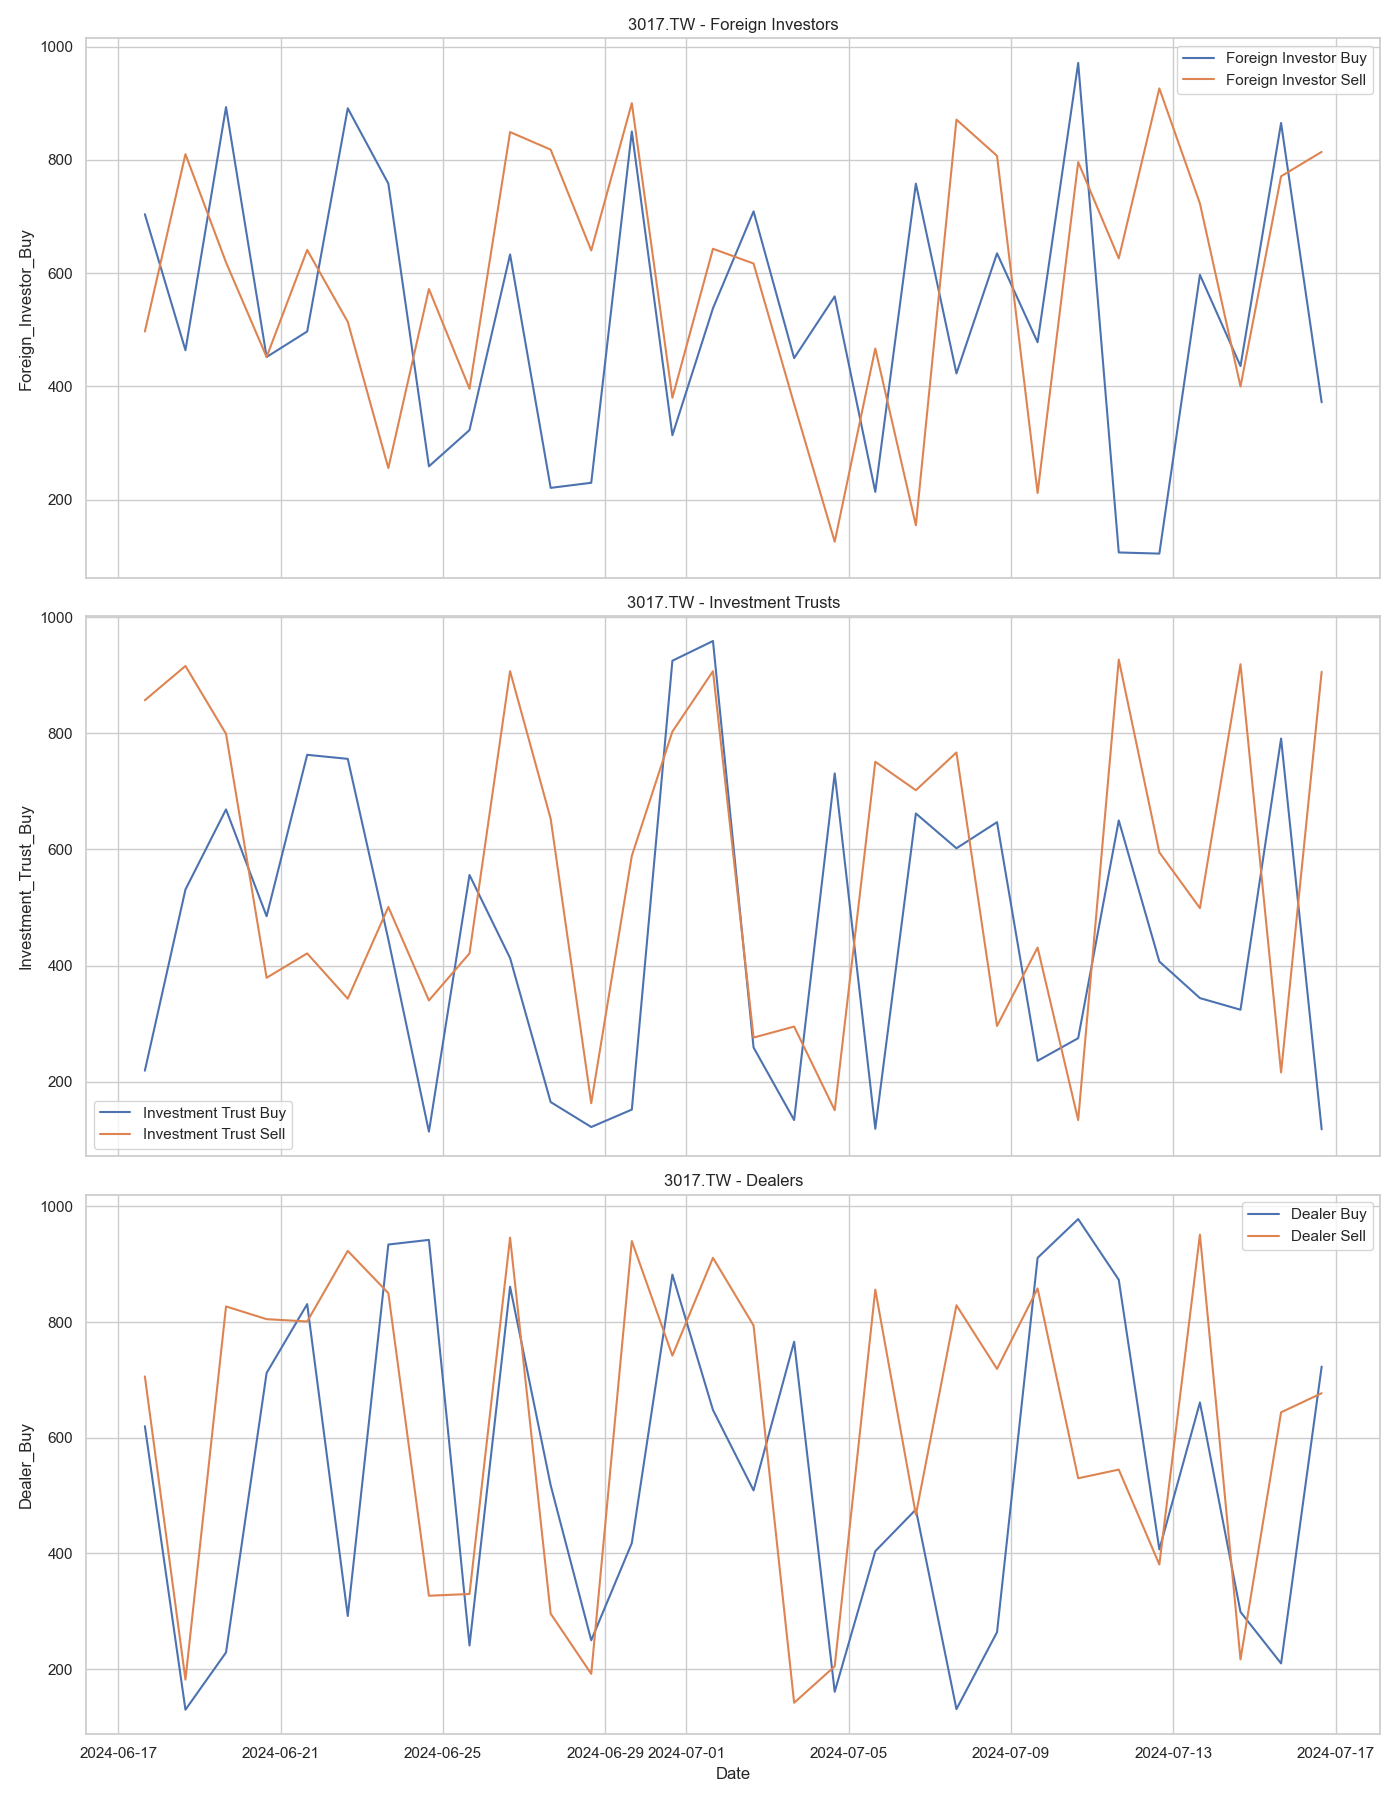 3017.TW - Foreign Investors
1000
800
600
400
200
Foreign_Investor_Buy
Foreign Investor Buy
Foreign Investor Sell
3017.TW - Investment Trusts
1000
800
600
400
200
Investment_Trust_Buy
Investment Trust Buy
Investment Trust Sell
3017.TW - Dealers
1000
800
600
400
200
Dealer_Buy
Dealer Buy
Dealer Sell
2024-06-17 2024-06-21 2024-06-25 2024-06-29 2024-07-01 2024-07-05 2024-07-09 2024-07-13 2024-07-17
Date